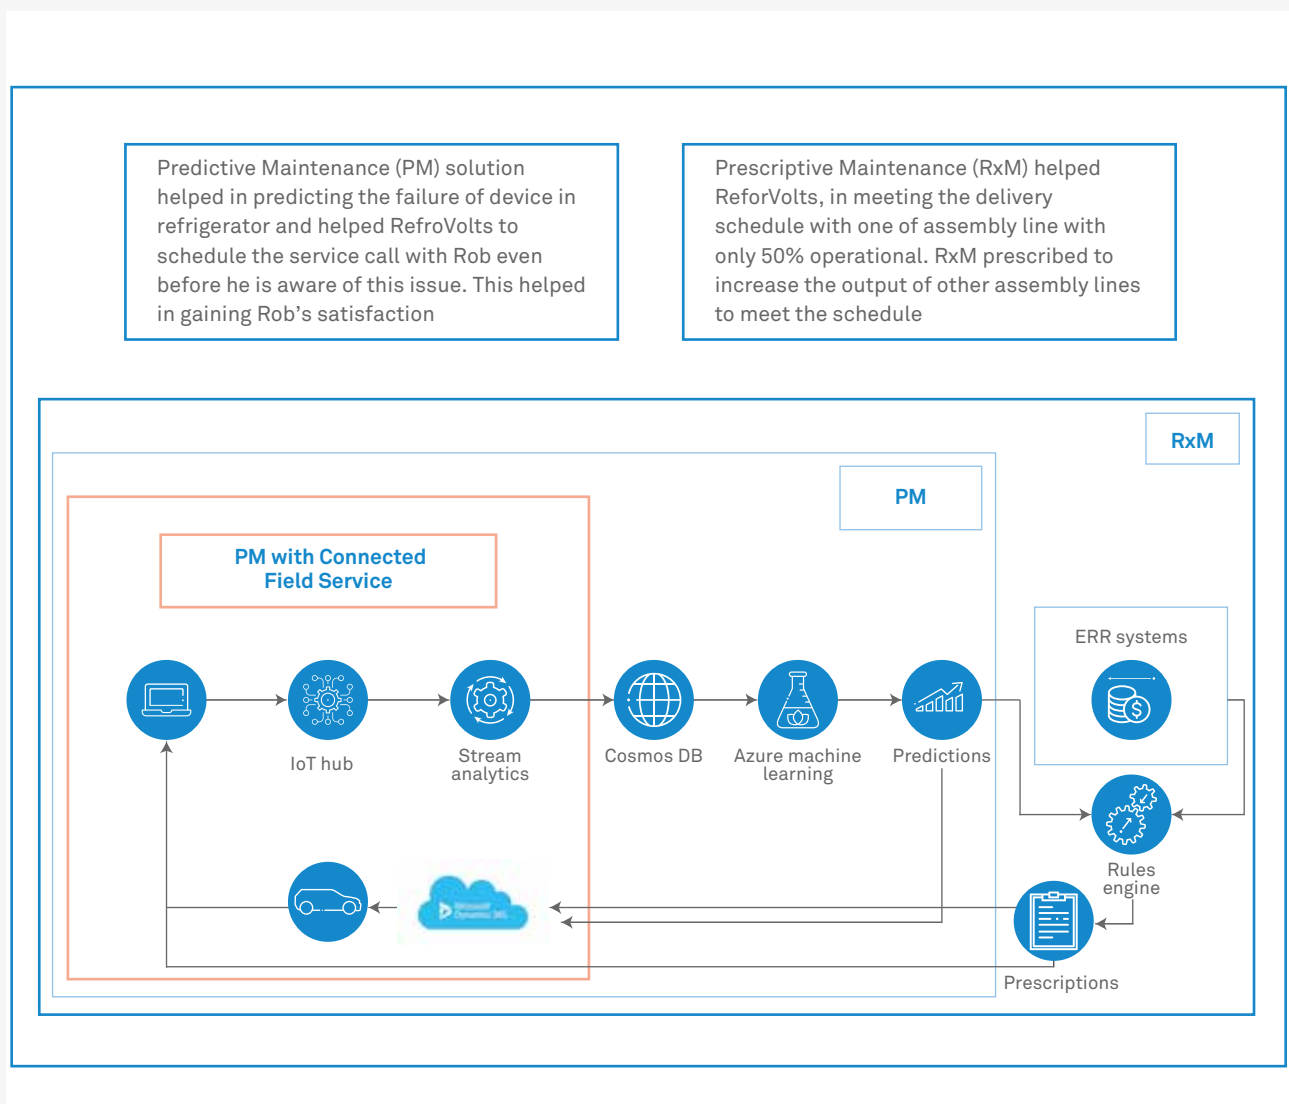 Predictive Maintenance (PM) solution
helped in predicting the failure of device in
refrigerator and helped RefroVolts to
schedule the service call with Rob even
before he is aware of this issue. This helped
in gaining Rob's satisfaction
Prescriptive Maintenance (RxM) helped
ReforVolts, in meeting the delivery
schedule with one of assembly line with
only 50% operational. RxM prescribed to
increase the output of other assembly lines
to meet the schedule
RxM
PM
PM with Connected
Field Service
ERR systems
IoT hub
Stream
analytics
Cosmos DB
Azure machine
learning
Predictions
Rules
engine
Microsoft
Dynamics 365
Prescriptions